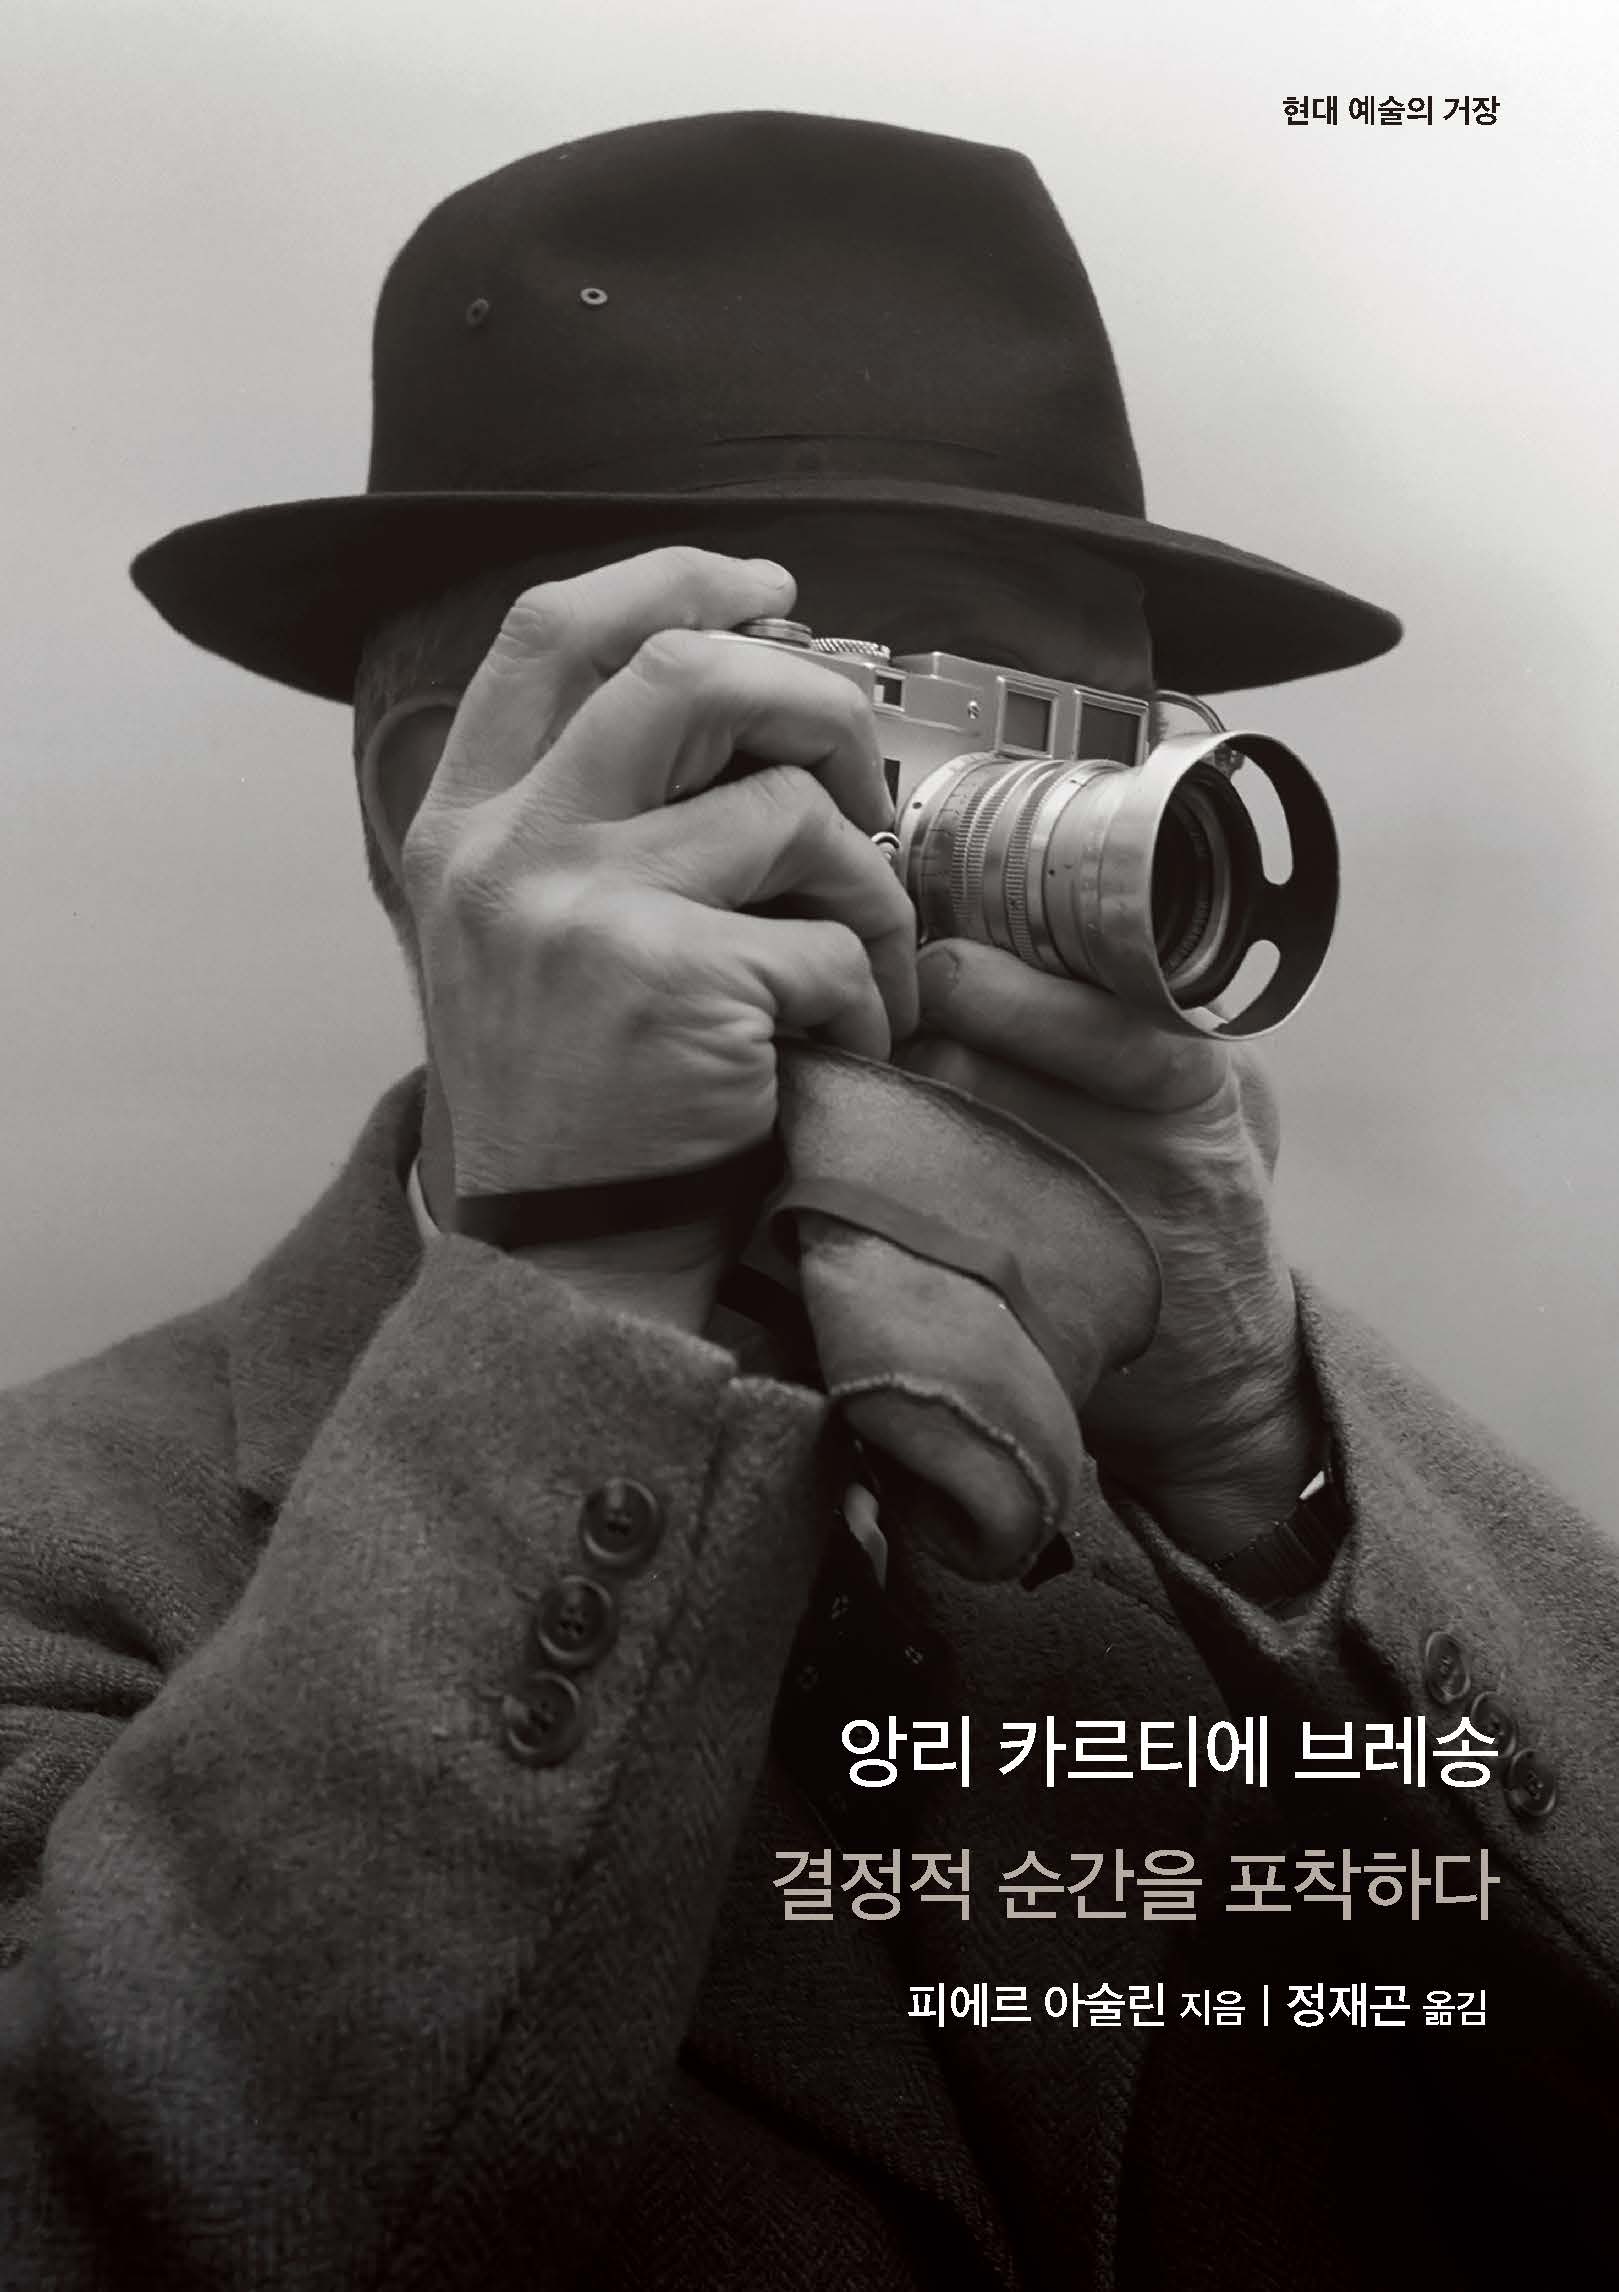 현대 예술의 거장
앙리 카르티에 브레송
결정적 순간을 포착하다
피에르 아술린 지음 | 정재곤 옮김